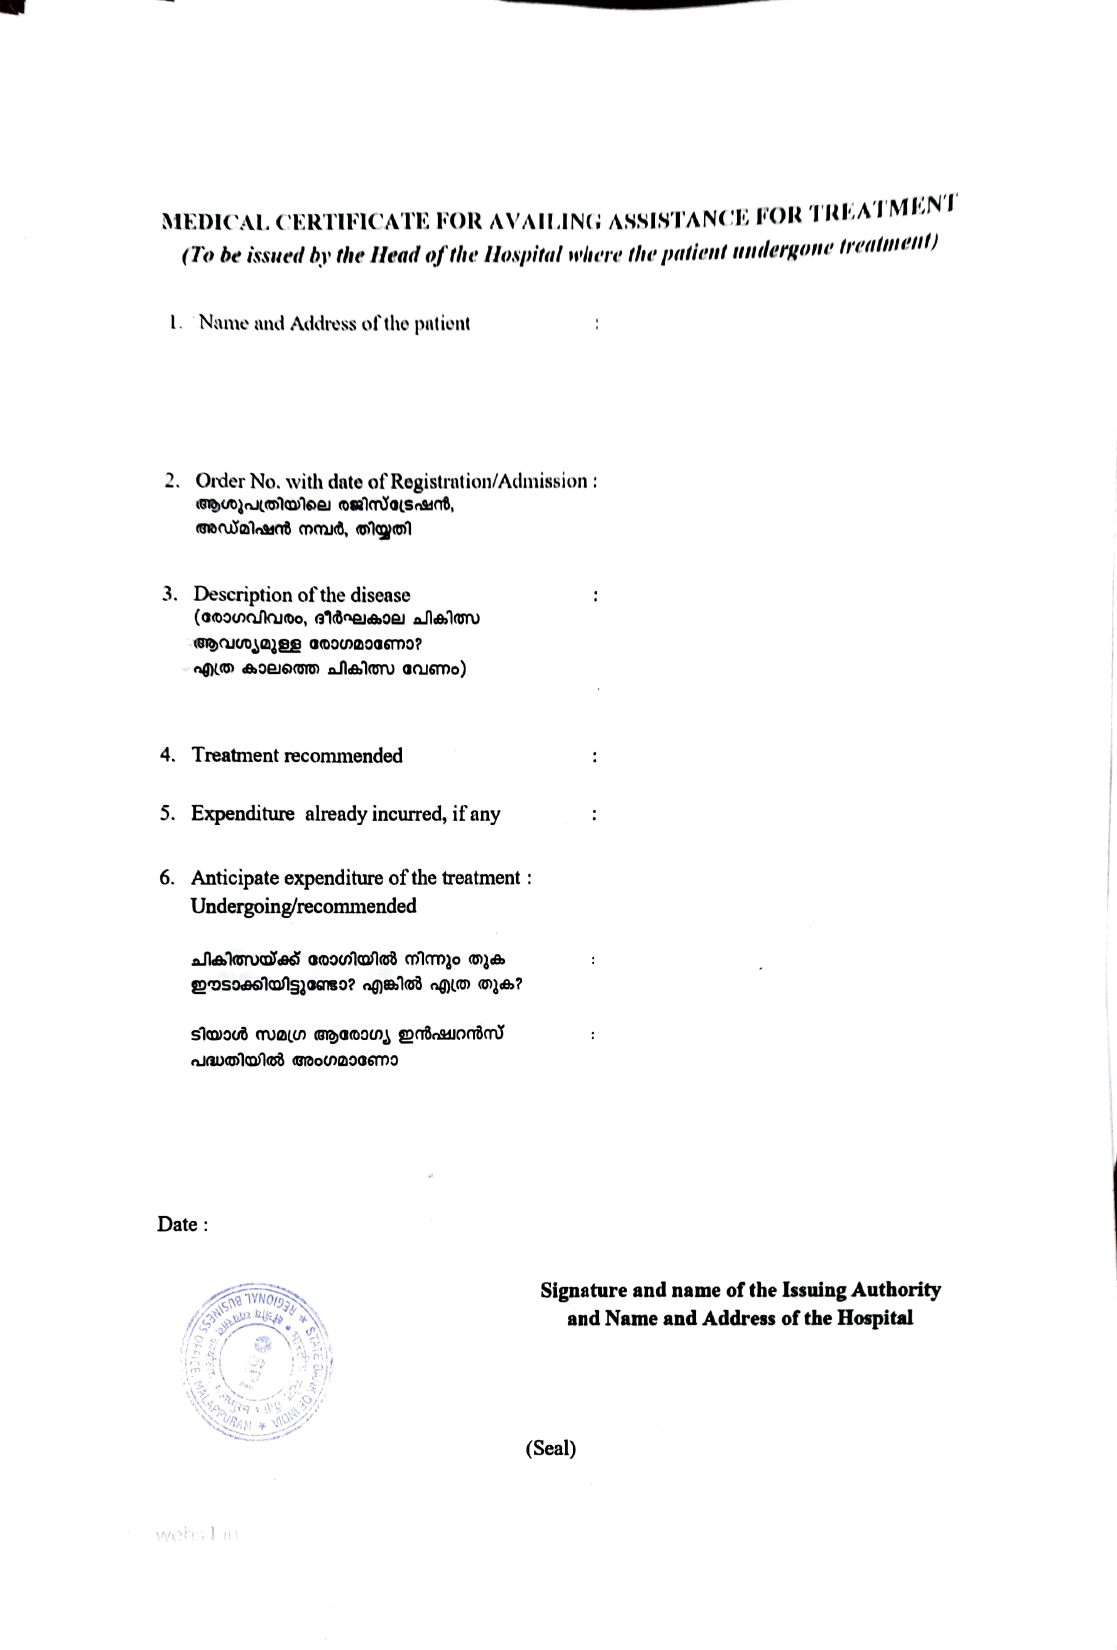 MEDICAL CERTIFICATE FOR AVAILING ASSISTANCE FOR TREATMENT
(To be issued by the Head of the Hospital where the patient undergone treatment)
1. Name and Address of the patient :
2. Order No. with date of Registration/Admission :
ആശുപത്രിയിലെ രജിസ്ട്രേഷൻ,
അഡ്മിഷൻ നമ്പർ, തിയ്യതി
3. Description of the disease :
(രോഗവിവരം, ദീർഘകാല ചികിത്സ
ആവശ്യമുള്ള രോഗമാണോ?
എത്ര കാലത്തെ ചികിത്സ വേണം)
4. Treatment recommended :
5. Expenditure already incurred, if any :
6. Anticipate expenditure of the treatment :
Undergoing/recommended
ചികിത്സയ്ക്ക് രോഗിയിൽ നിന്നും തുക :
ഈടാക്കിയിട്ടുണ്ടോ? എങ്കിൽ എത്ര തുക?
ടിയാൾ സമഗ്ര ആരോഗ്യ ഇൻഷുറൻസ് :
പദ്ധതിയിൽ അംഗമാണോ
Date :
Signature and name of the Issuing Authority
and Name and Address of the Hospital
STATE BANK OF INDIA
REGIONAL BUSINESS OFFICE, MALAPPURAM
(Seal)